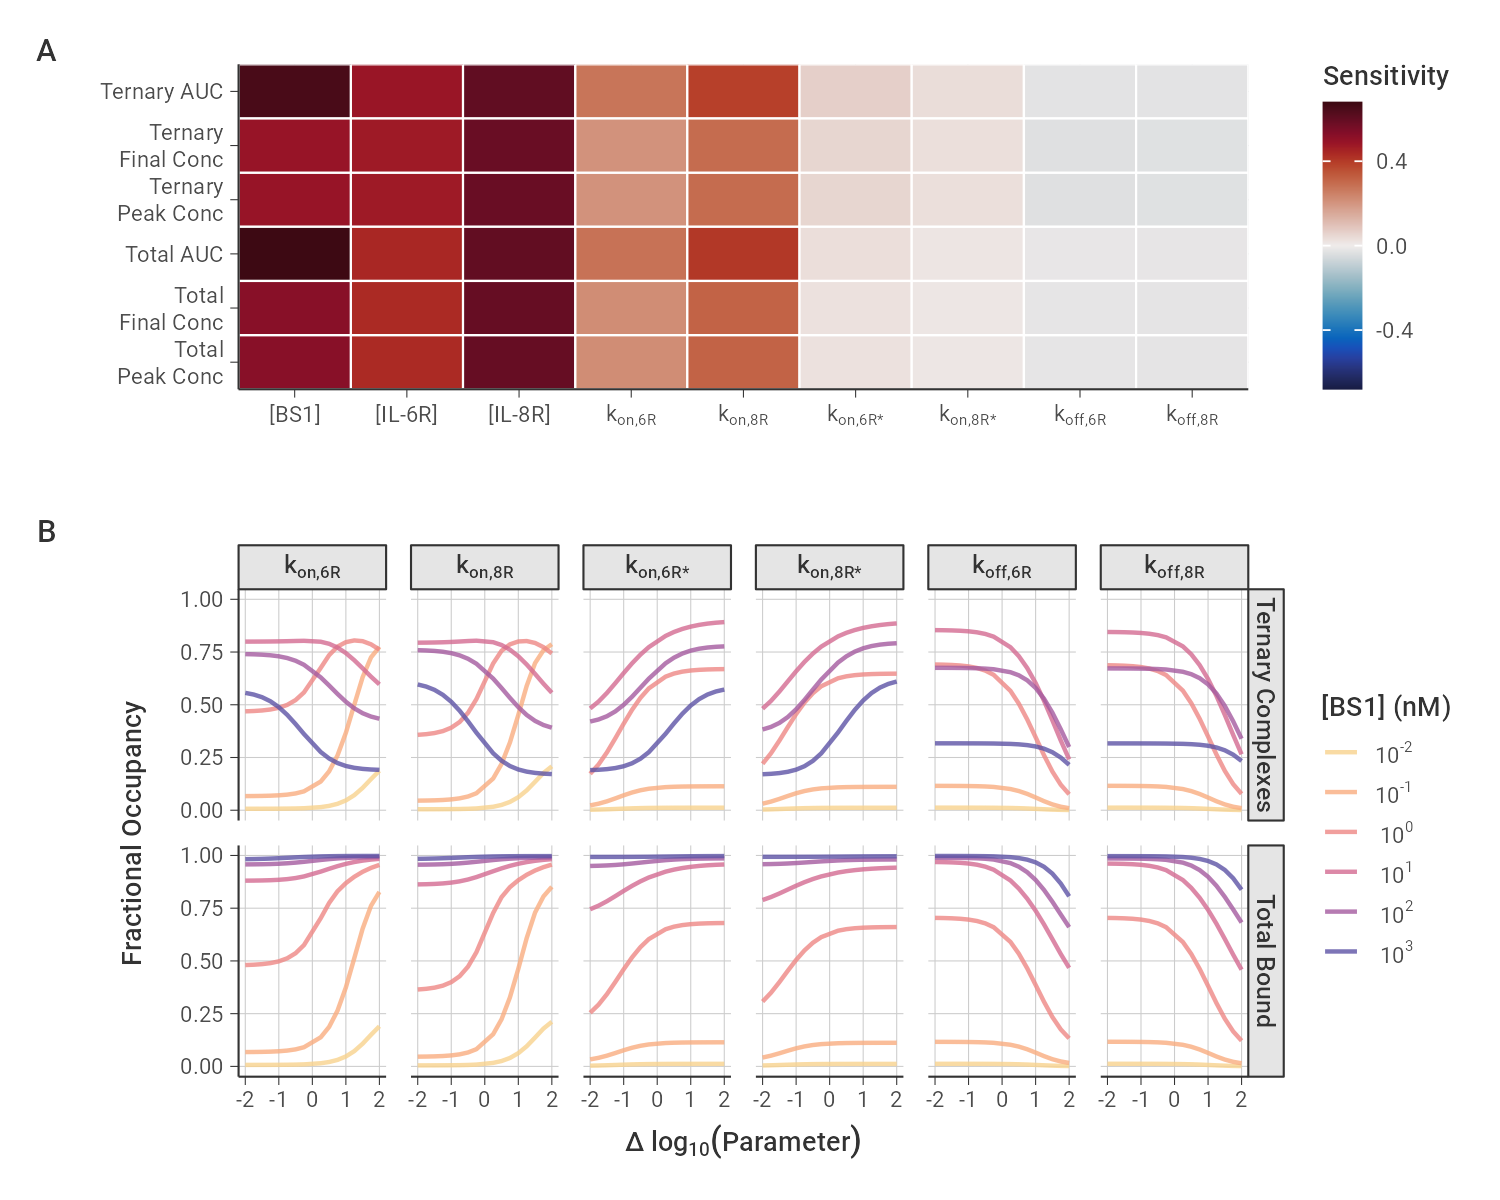 A
Sensitivity
Ternary AUC
Ternary
Final Conc
Ternary
Peak Conc
Total AUC
Total
Final Conc
Total
Peak Conc
0.4
0.0
-0.4
[BS1] [IL-6R] [IL-8R] kon,6R kon,8R kon,6R* kon,8R* koff,6R koff,8R
B
kon,6R kon,8R kon,6R* kon,8R* koff,6R koff,8R
1.00
0.75
0.50
0.25
0.00
Ternary Complexes
1.00
0.75
0.50
0.25
0.00
Total Bound
Fractional Occupancy
-2 -1 0 1 2 -2 -1 0 1 2 -2 -1 0 1 2 -2 -1 0 1 2 -2 -1 0 1 2 -2 -1 0 1 2
Δ log10(Parameter)
[BS1] (nM)
10-2
10-1
100
101
102
103